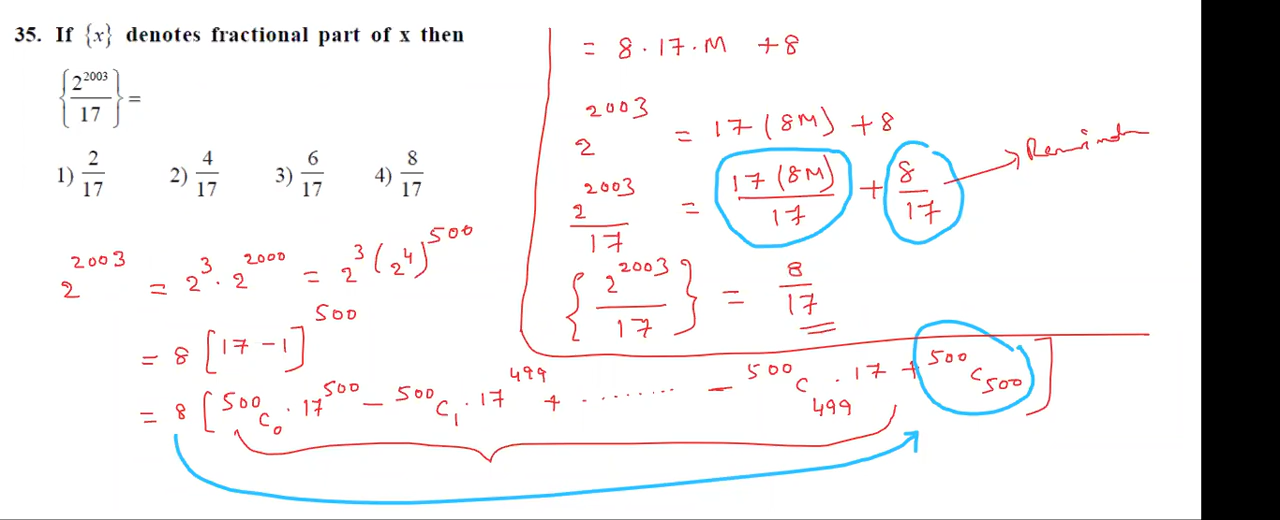 35. If {x} denotes fractional part of x then
{2^2003/17} =
1) 2/17 2) 4/17 3) 6/17 4) 8/17
2^2003 = 2^3 . 2^2000 = 2^3 (2^4)^500
= 8 [17 - 1]^500
= 8 [500C0 . 17^500 - 500C1 . 17^499 + ........ - 500C499 . 17 + 500C500]
= 8 . 17 . M + 8
2^2003 = 17 (8M) + 8
2^2003/17 = 17 (8M)/17 + 8/17 → Remainder
{2^2003/17} = 8/17